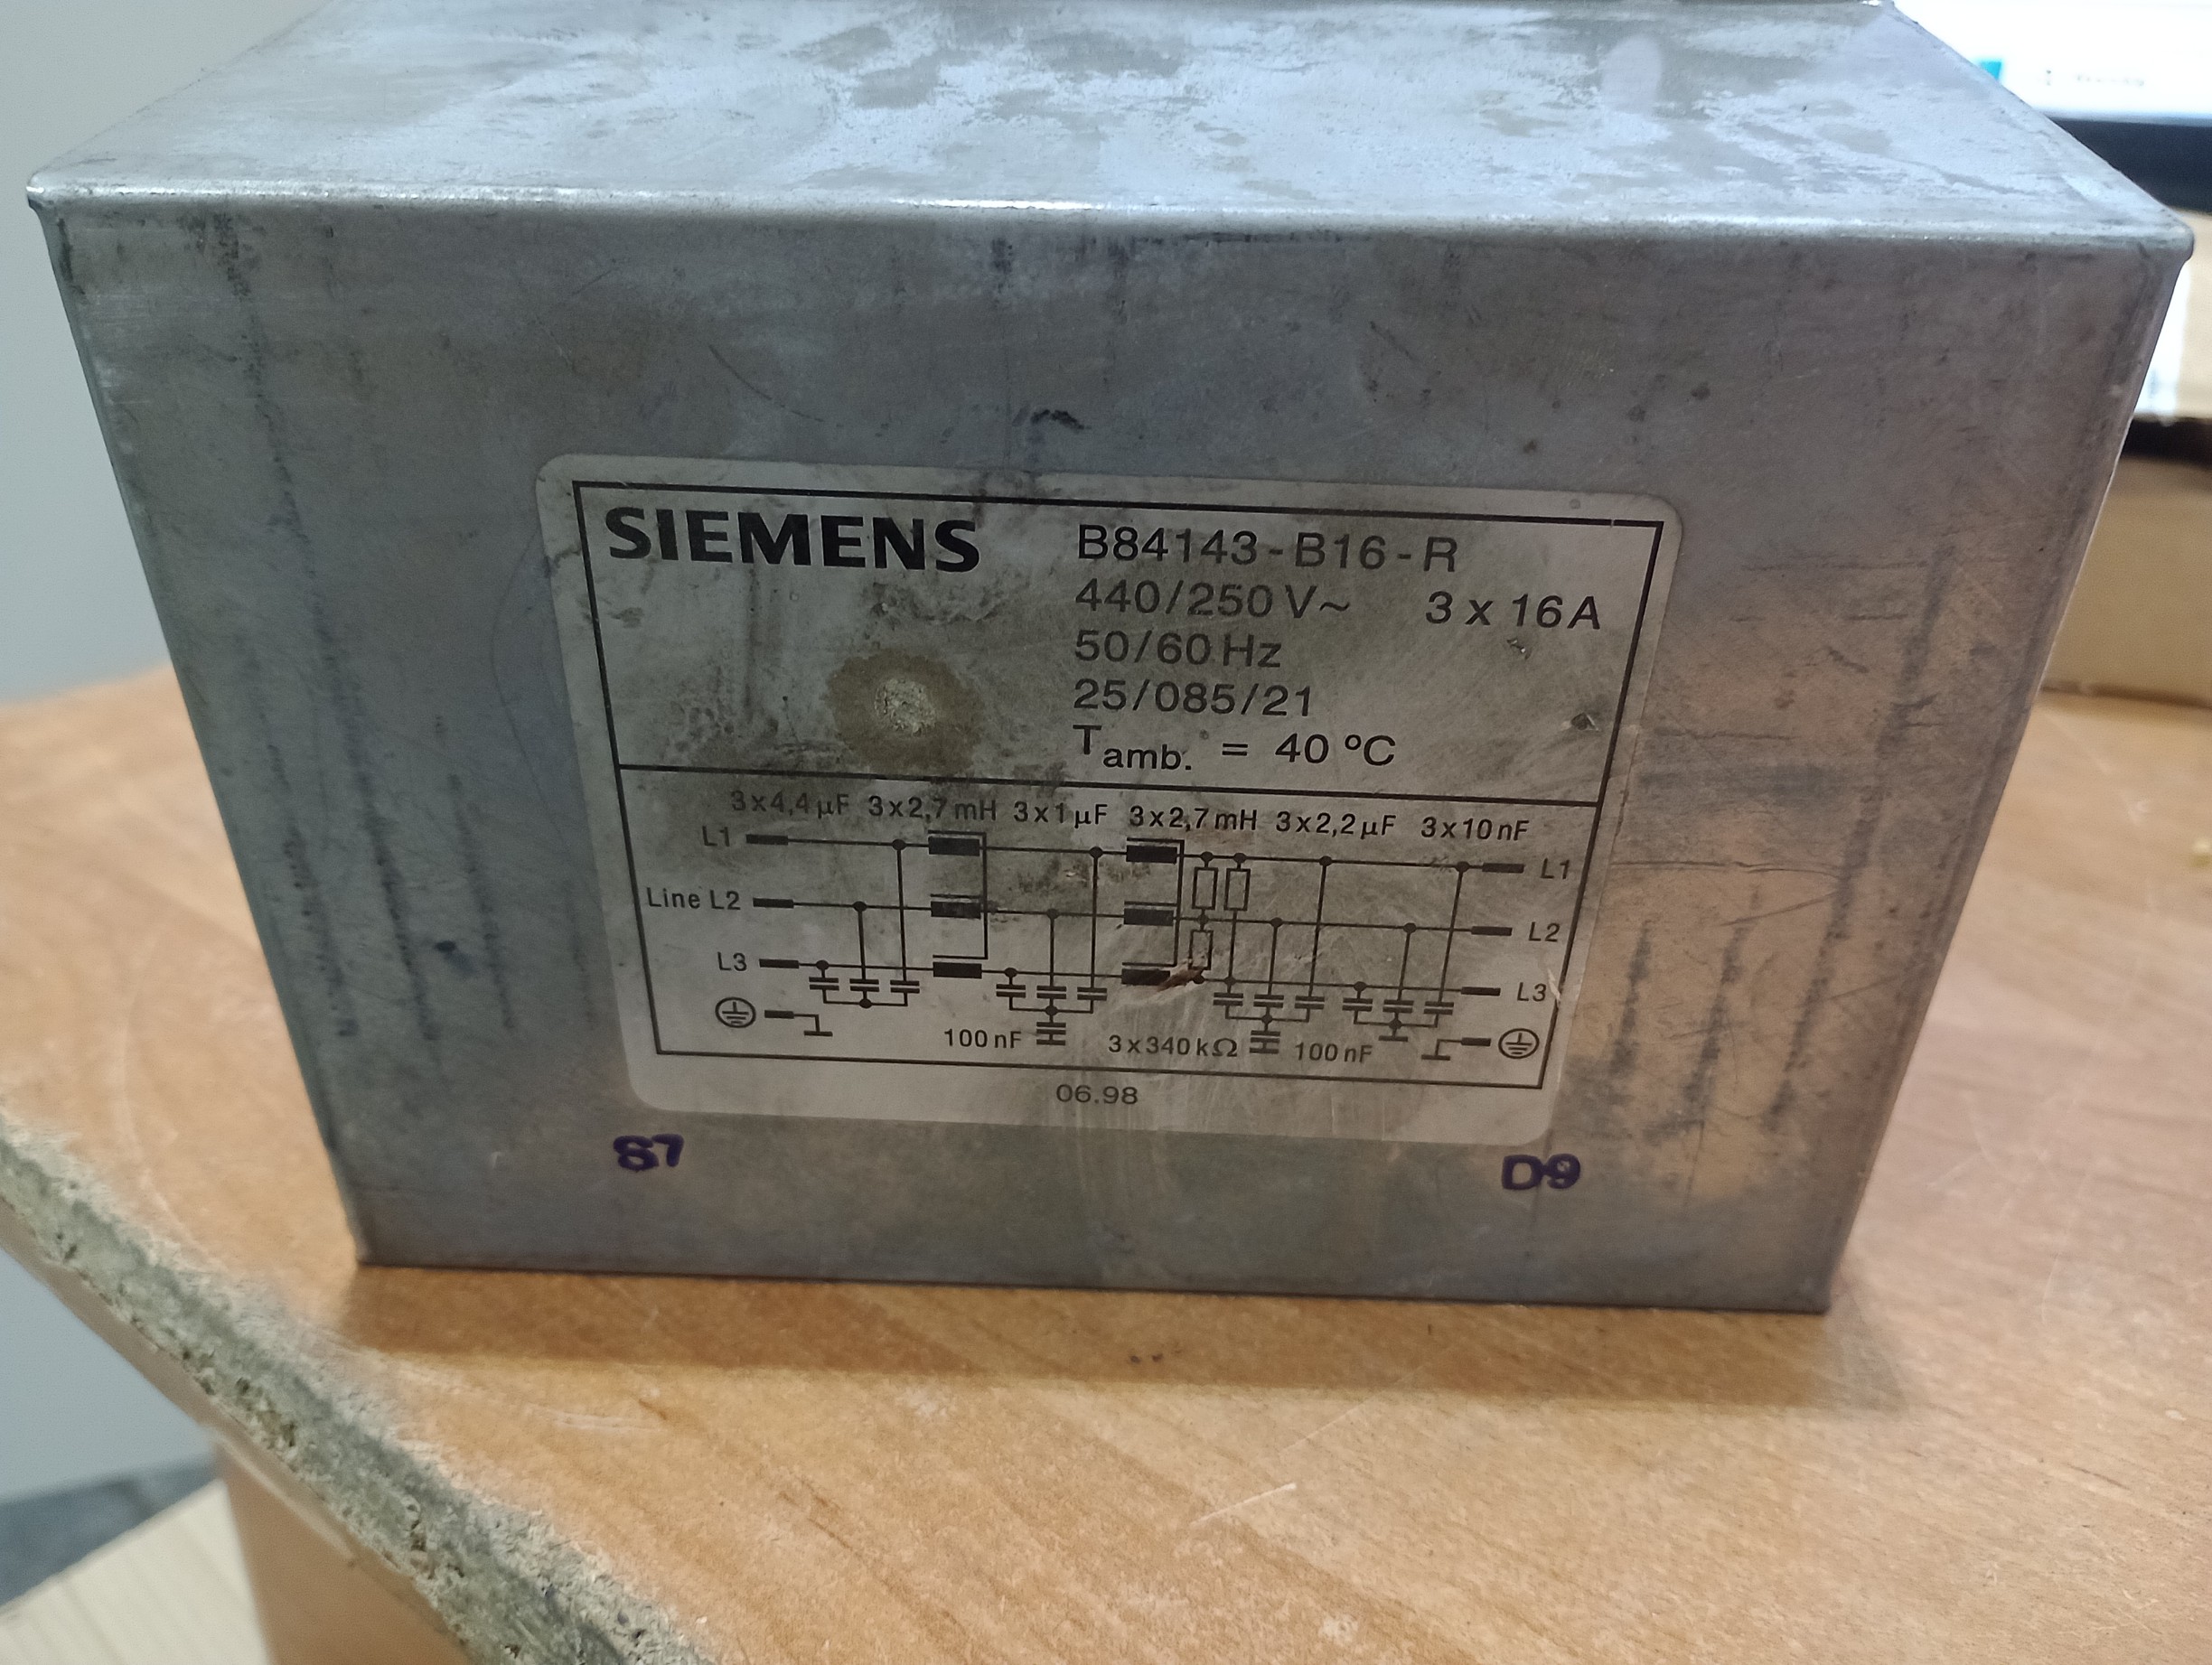 SIEMENS
B84143-B16-R
440/250 V~ 3 x 16 A
50/60 Hz
25/085/21
Tamb. = 40 ºC
3x4,4 µF 3x2,7 mH 3x1 µF 3x2,7 mH 3x2,2 µF 3x10 nF
L1 L1
Line L2 L2
L3 L3
100 nF 3x340 kΩ 100 nF
06.98
S7 D9